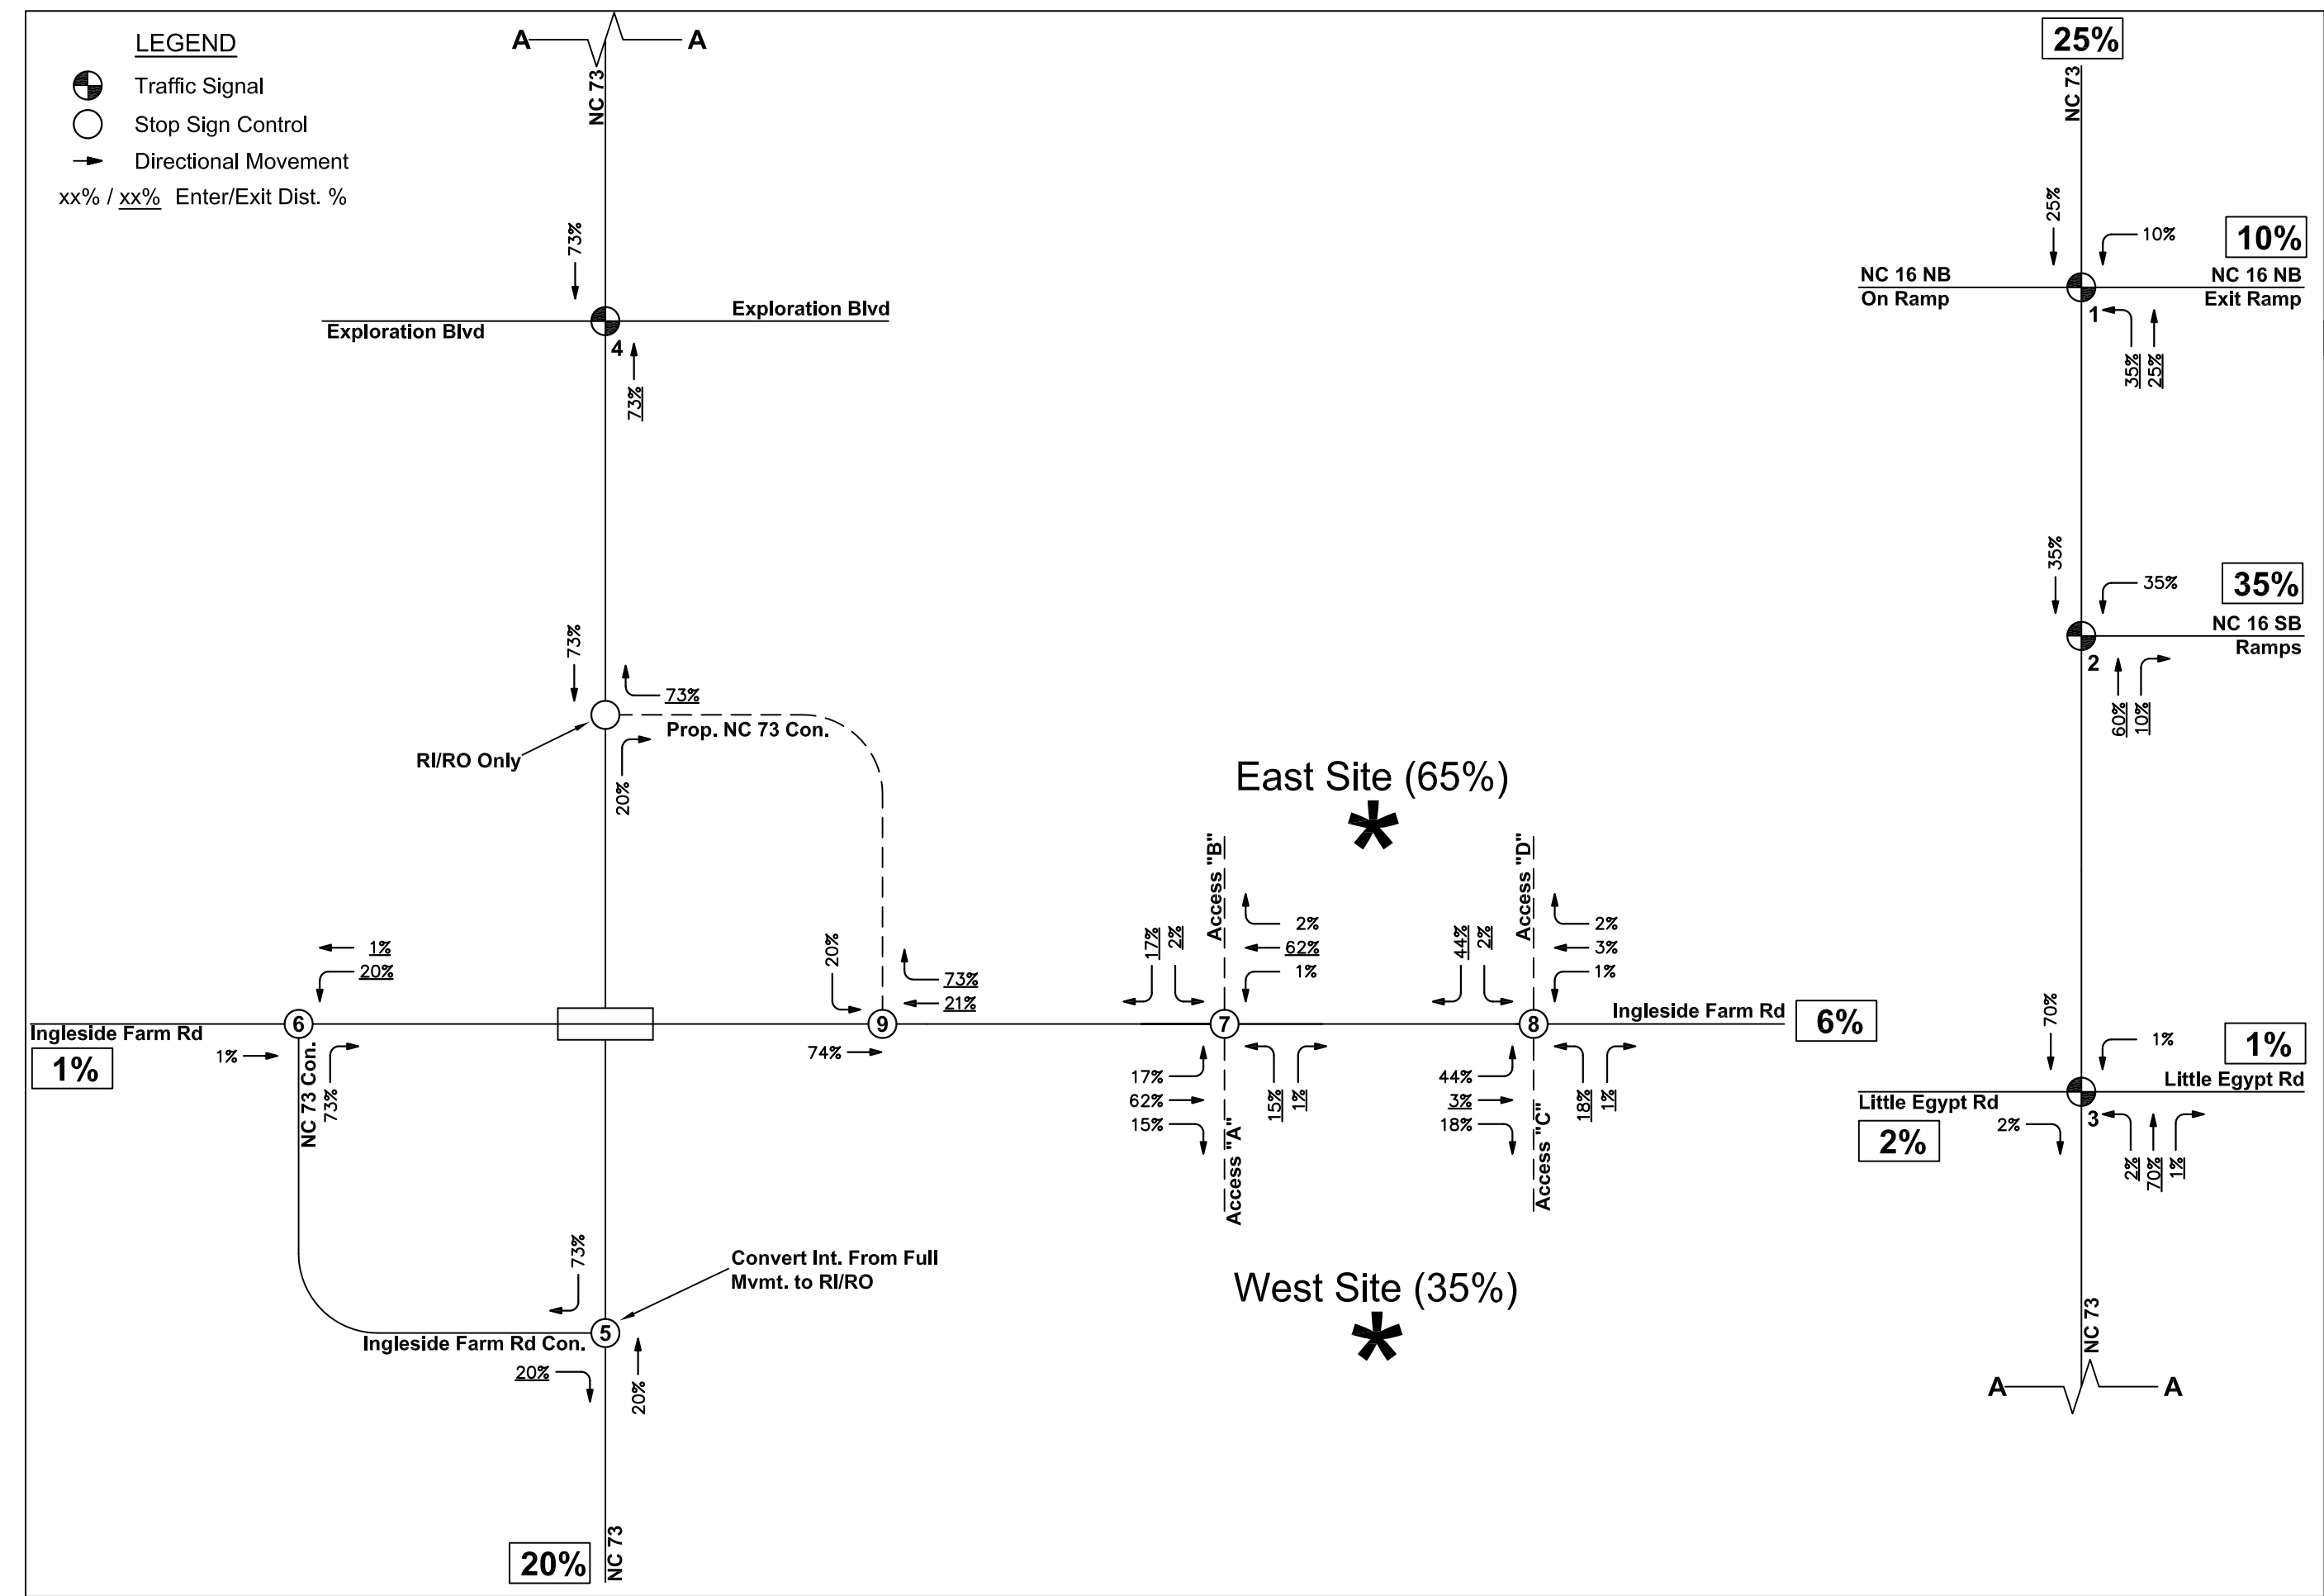 LEGEND
Traffic Signal
Stop Sign Control
Directional Movement
xx% / xx% Enter/Exit Dist. %
A
A
NC 73
73%
Exploration Blvd
Exploration Blvd
4
73%
73%
73%
Prop. NC 73 Con.
RI/RO Only
20%
1%
20%
Ingleside Farm Rd
1%
6
1%
NC 73 Con.
73%
20%
73%
21%
9
74%
73%
Convert Int. From Full
Mvmt. to RI/RO
5
Ingleside Farm Rd Con.
20%
20%
20%
NC 73
East Site (65%)
Access "B"
17%
2%
2%
62%
1%
7
17%
62%
15%
Access "A"
15%
1%
Access "D"
44%
2%
2%
3%
1%
8
Ingleside Farm Rd
6%
44%
3%
18%
Access "C"
18%
1%
West Site (35%)
25%
NC 73
25%
10%
10%
NC 16 NB
On Ramp
NC 16 NB
Exit Ramp
1
35%
25%
35%
35%
35%
NC 16 SB
Ramps
2
60%
10%
70%
1%
1%
Little Egypt Rd
Little Egypt Rd
2%
2%
3
2%
70%
1%
NC 73
A
A